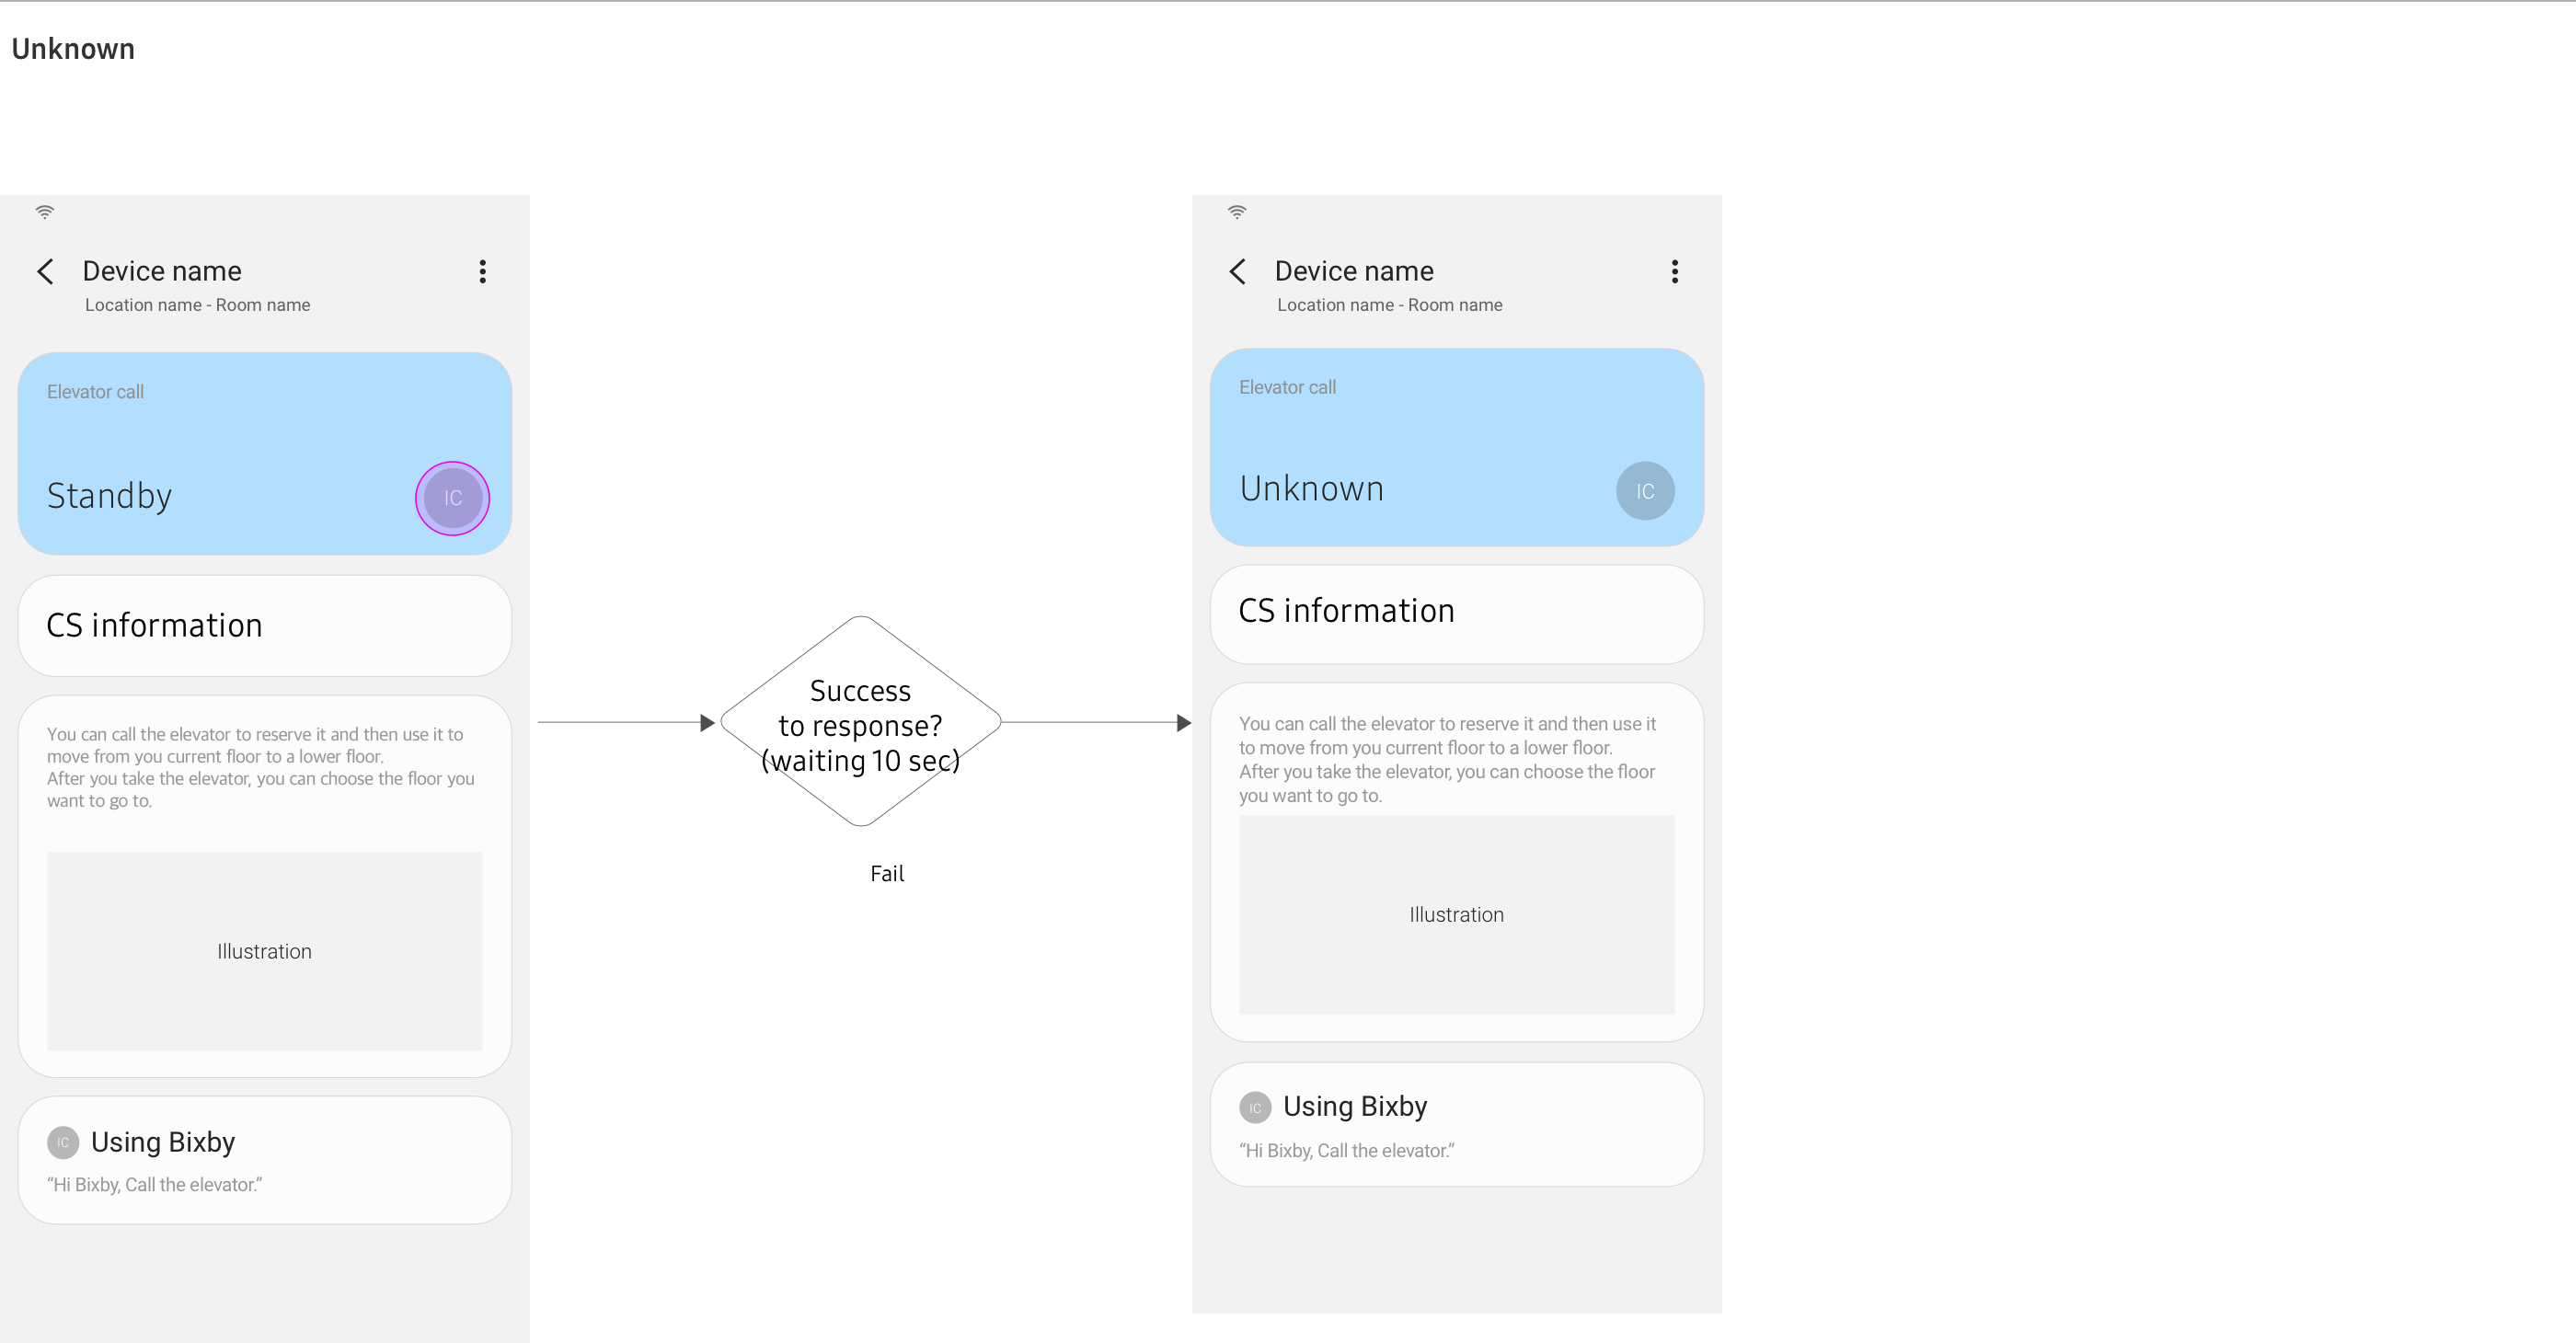 Unknown
Device name
Location name - Room name
Elevator call
Standby
IC
CS information
You can call the elevator to reserve it and then use it to
move from you current floor to a lower floor.
After you take the elevator, you can choose the floor you
want to go to.
Illustration
IC
Using Bixby
“Hi Bixby, Call the elevator.”
Success
to response?
(waiting 10 sec)
Fail
Device name
Location name - Room name
Elevator call
Unknown
IC
CS information
You can call the elevator to reserve it and then use it
to move from you current floor to a lower floor.
After you take the elevator, you can choose the floor
you want to go to.
Illustration
IC
Using Bixby
“Hi Bixby, Call the elevator.”